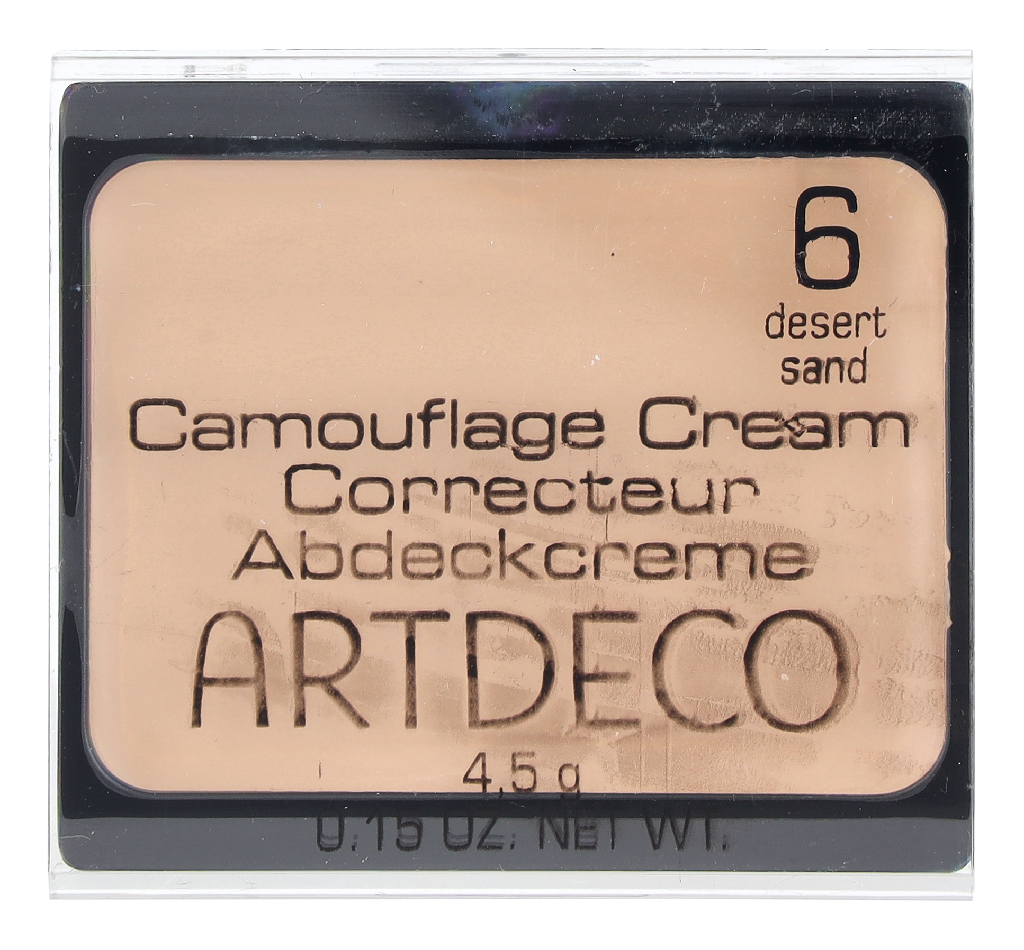 6
desert
sand
Camouflage Cream
Correcteur
Abdeckcreme
ARTDECO
4,5 g
0.15 OZ. NET WT.